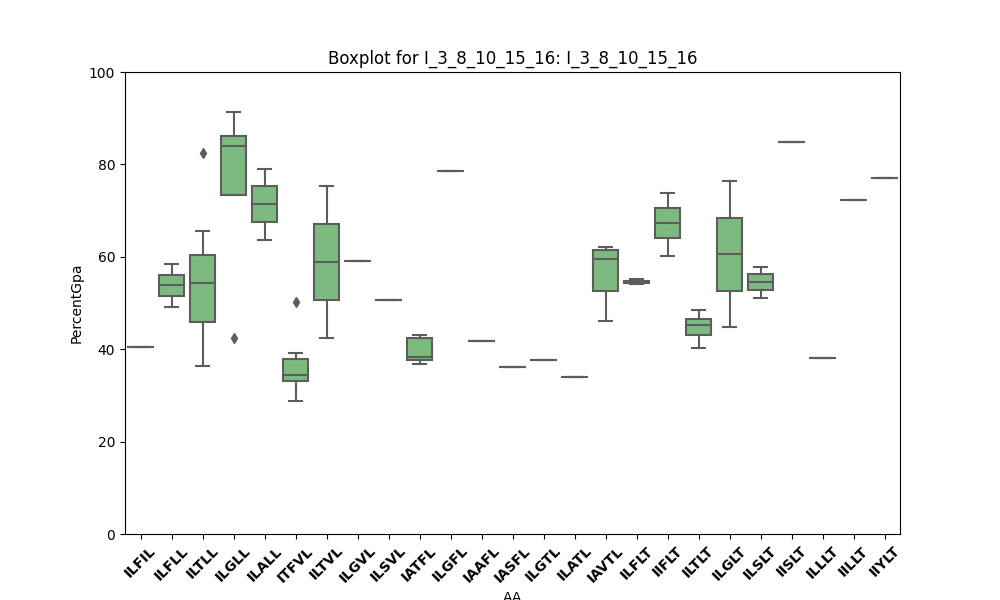 Boxplot for I_3_8_10_15_16: I_3_8_10_15_16
100
80
60
40
20
0
PercentGpa
ILFIL
ILFLL
ILTLL
ILGLL
ILALL
ITFVL
ILTVL
ILGVL
ILSVL
IATFL
ILGFL
IAAFL
IASFL
ILGTL
ILATL
IAVTL
ILFLT
IIFLT
ILTLT
ILGLT
ILSLT
IISLT
ILLLT
IILLT
IIYLT
AA